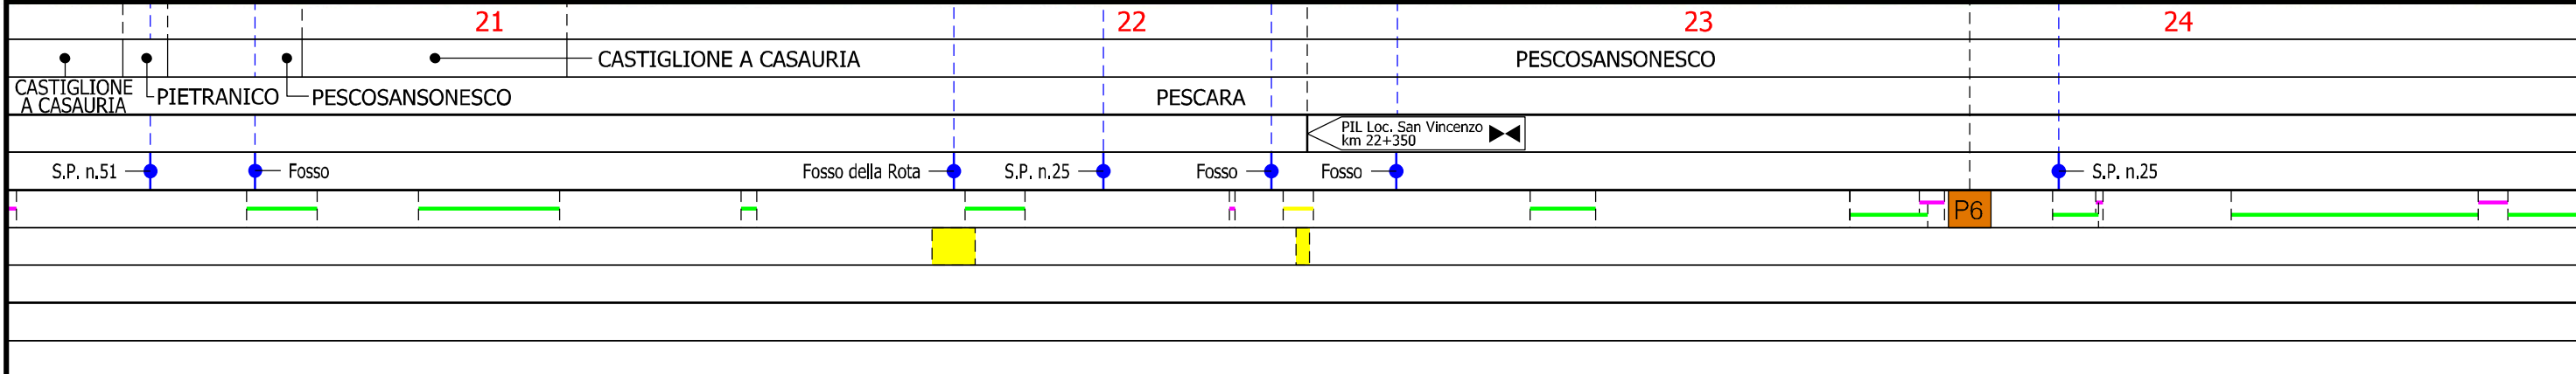 21
22
23
24
CASTIGLIONE A CASAURIA
PESCOSANSONESCO
CASTIGLIONE
A CASAURIA
PIETRANICO
PESCOSANSONESCO
PESCARA
PIL Loc. San Vincenzo
km 22+350
S.P. n.51
Fosso
Fosso della Rota
S.P. n.25
Fosso
Fosso
S.P. n.25
P6